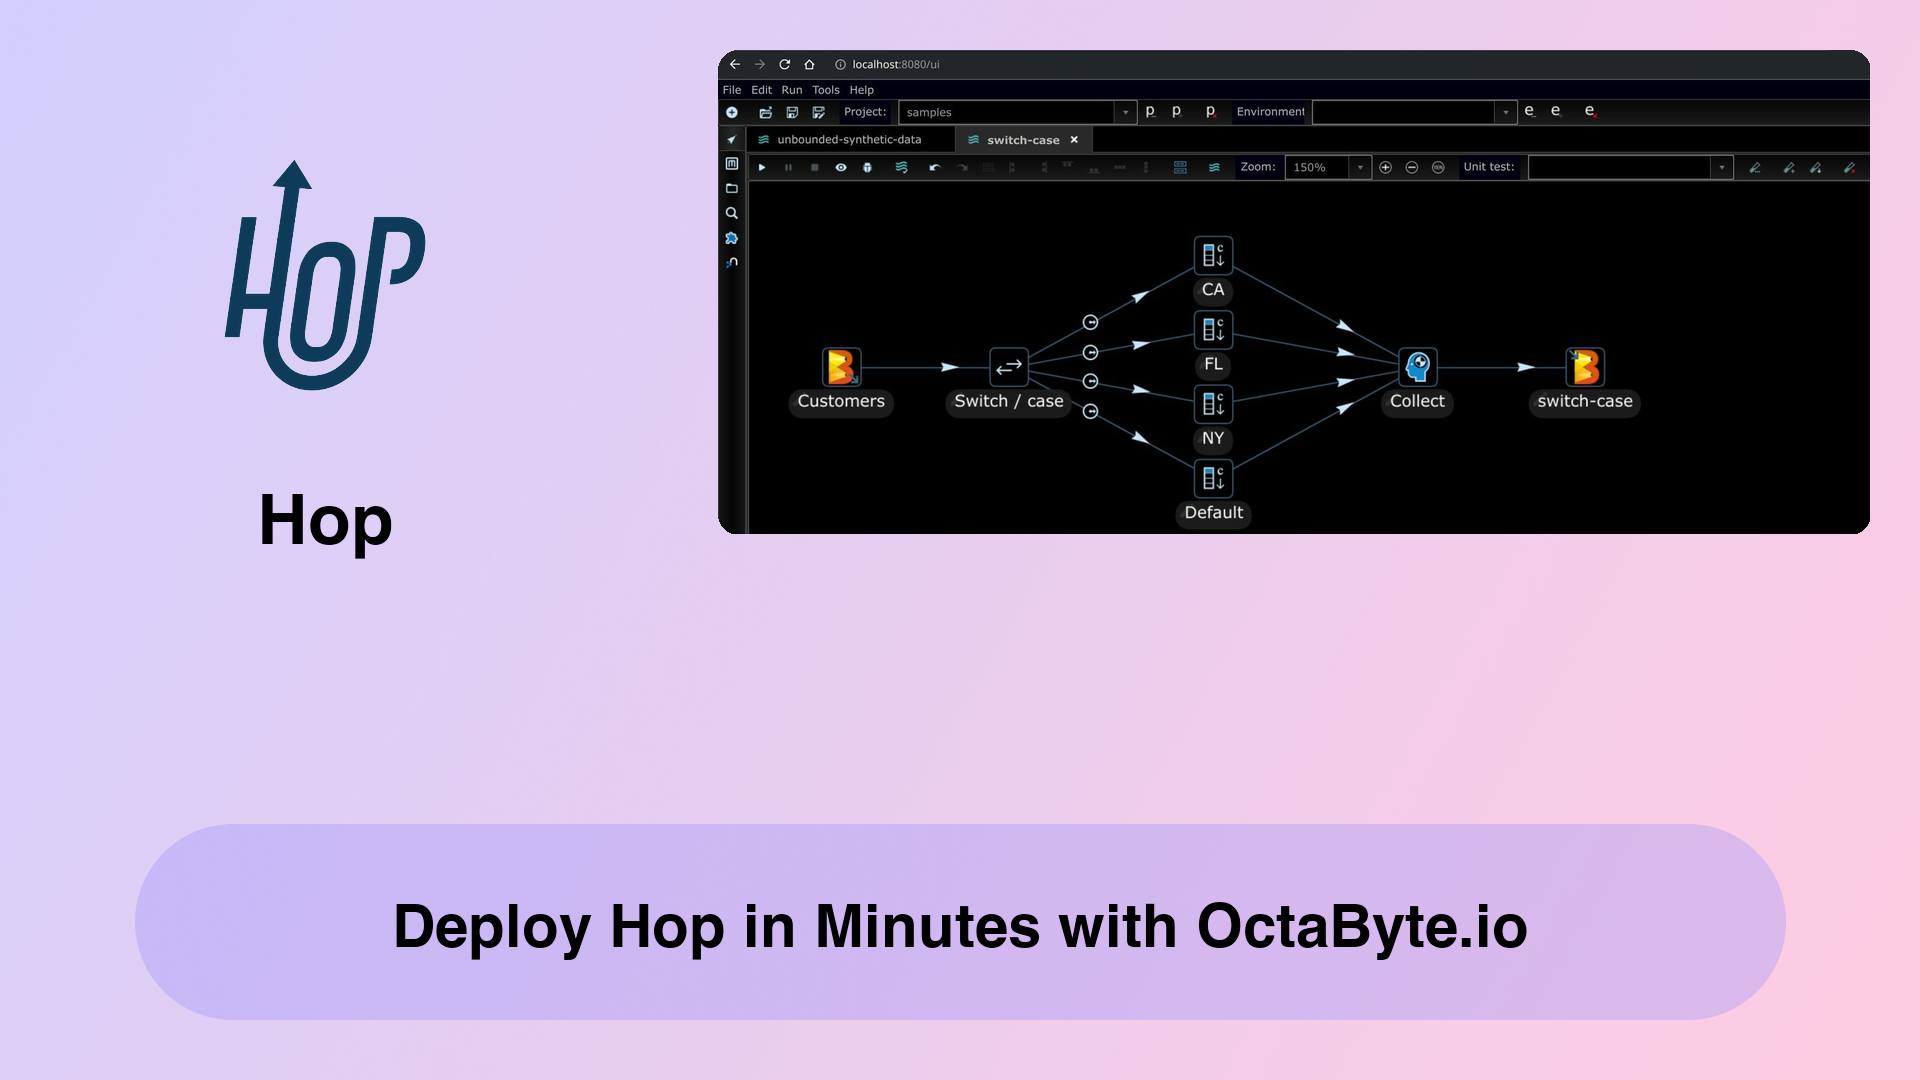 HOP
Hop
localhost:8080/ui
File Edit Run Tools Help
Project: samples Environment
unbounded-synthetic-data switch-case
Zoom: 150% Unit test:
CA
FL
Customers Switch / case Collect switch-case
NY
Default
Deploy Hop in Minutes with OctaByte.io